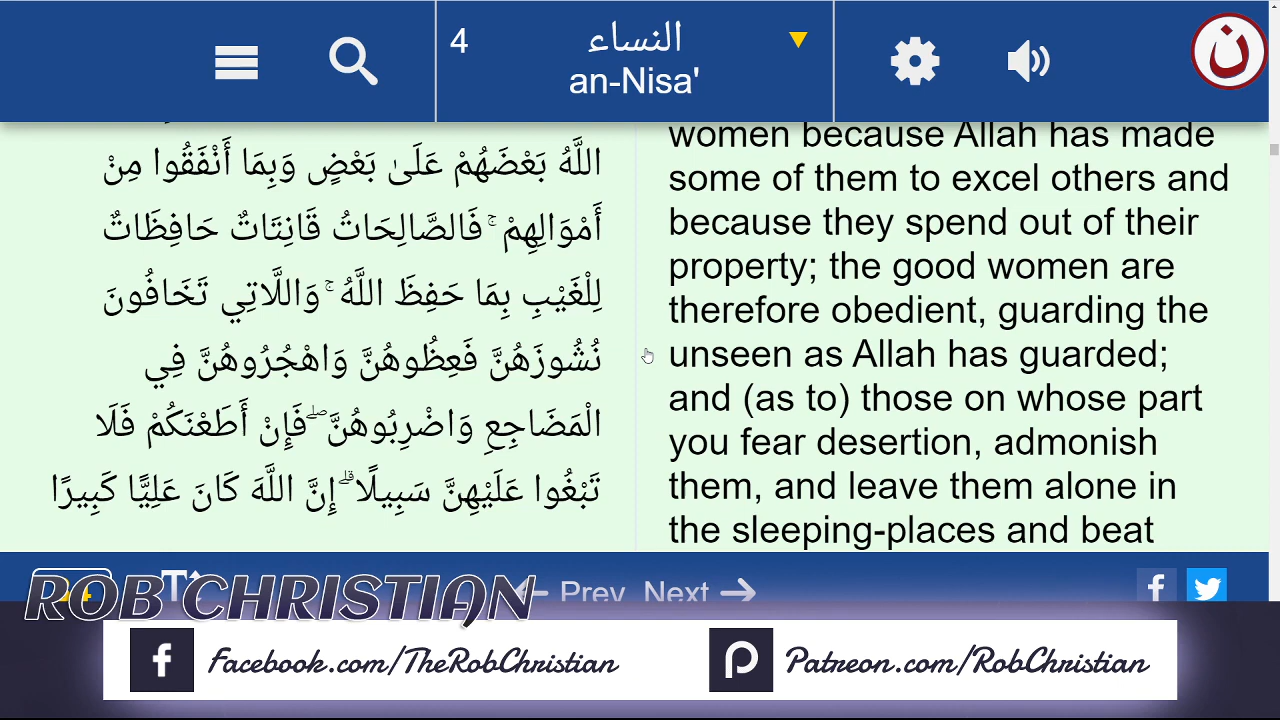 4
النساء
an-Nisa'
ن
اللَّهُ بَعْضَهُمْ عَلَىٰ بَعْضٍ وَبِمَا أَنْفَقُوا مِنْ
أَمْوَالِهِمْ ۚ فَالصَّالِحَاتُ قَانِتَاتٌ حَافِظَاتٌ
لِلْغَيْبِ بِمَا حَفِظَ اللَّهُ ۚ وَاللَّاتِي تَخَافُونَ
نُشُوزَهُنَّ فَعِظُوهُنَّ وَاهْجُرُوهُنَّ فِي
الْمَضَاجِعِ وَاضْرِبُوهُنَّ ۖ فَإِنْ أَطَعْنَكُمْ فَلَا
تَبْغُوا عَلَيْهِنَّ سَبِيلًا ۗ إِنَّ اللَّهَ كَانَ عَلِيًّا كَبِيرًا
women because Allah has made
some of them to excel others and
because they spend out of their
property; the good women are
therefore obedient, guarding the
unseen as Allah has guarded;
and (as to) those on whose part
you fear desertion, admonish
them, and leave them alone in
the sleeping-places and beat
T
Prev Next
ROB CHRISTIAN
Facebook.com/TheRobChristian
Patreon.com/RobChristian